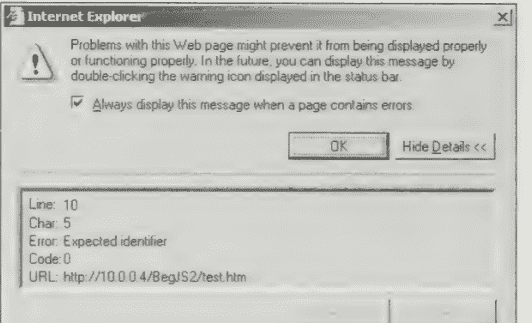 Internet Explorer
Problems with this Web page might prevent it from being displayed properly
or functioning properly. In the future, you can display this message by
double-clicking the warning icon displayed in the status bar.
Always display this message when a page contains errors.
OK
Hide Details <<
Line: 10
Char: 5
Error: Expected identifier
Code: 0
URL: http://10.0.0.4/BegJS2/test.htm